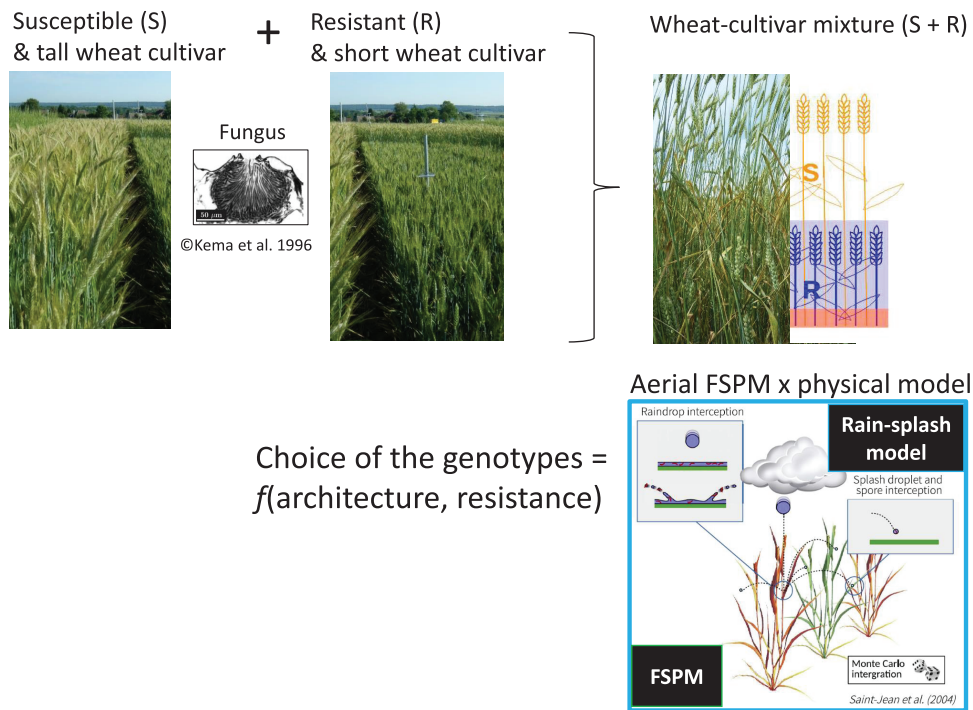 Susceptible (S)
& tall wheat cultivar
+
Resistant (R)
& short wheat cultivar
Wheat-cultivar mixture (S + R)
Fungus
50 µm
©Kema et al. 1996
S
R
Aerial FSPM x physical model
Raindrop interception
Rain-splash
model
Splash droplet and
spore interception
Choice of the genotypes =
f(architecture, resistance)
FSPM
Monte Carlo
intergration
Saint-Jean et al. (2004)